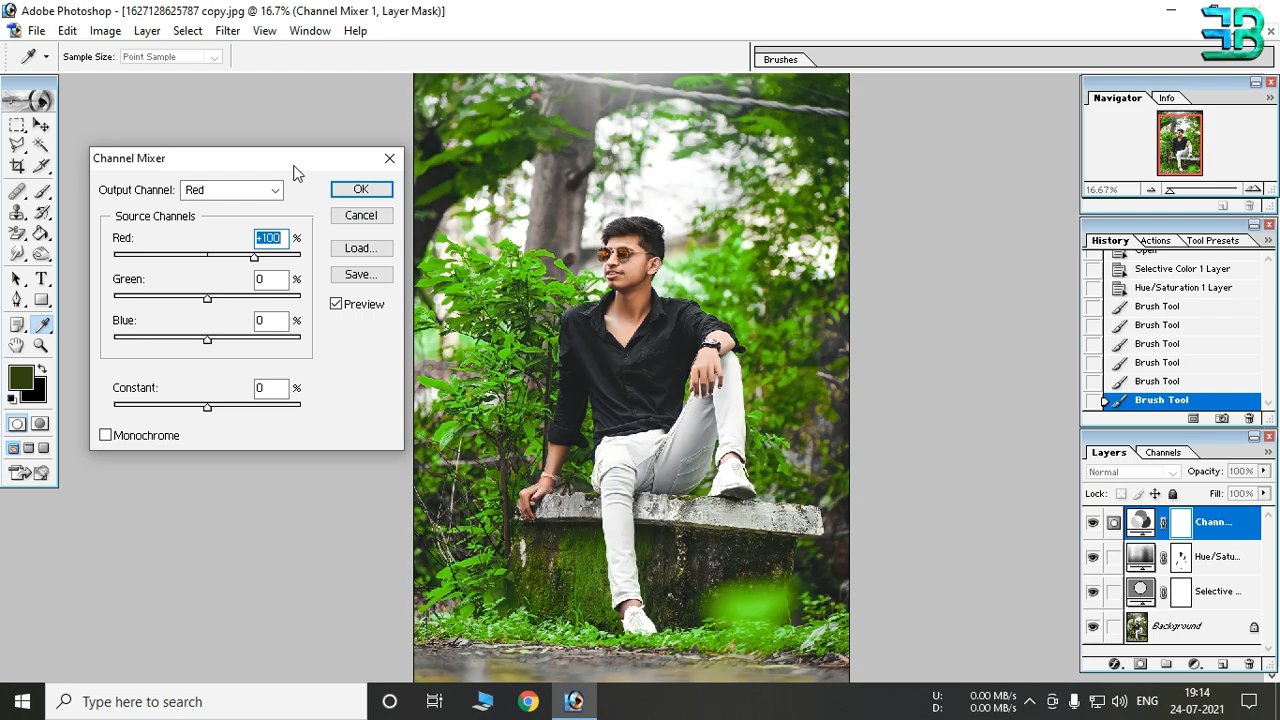 Adobe Photoshop - [1627128625787 copy.jpg @ 16.7% (Channel Mixer 1, Layer Mask)]
File Edit Image Layer Select Filter View Window Help
Sample Size: Point Sample
Brushes
Channel Mixer
Output Channel: Red
OK
Source Channels
Cancel
Red: +100 %
Load...
Green: 0 %
Save...
Preview
Blue: 0 %
Constant: 0 %
Monochrome
Navigator Info
16.67%
History Actions Tool Presets
Open
Selective Color 1 Layer
Hue/Saturation 1 Layer
Brush Tool
Brush Tool
Brush Tool
Brush Tool
Brush Tool
Brush Tool
Layers Channels
Normal Opacity: 100%
Lock: Fill: 100%
Chann...
Hue/Satu...
Selective ...
Background
Type here to search
U: 0.00 MB/s
D: 0.00 MB/s
ENG
19:14
24-07-2021